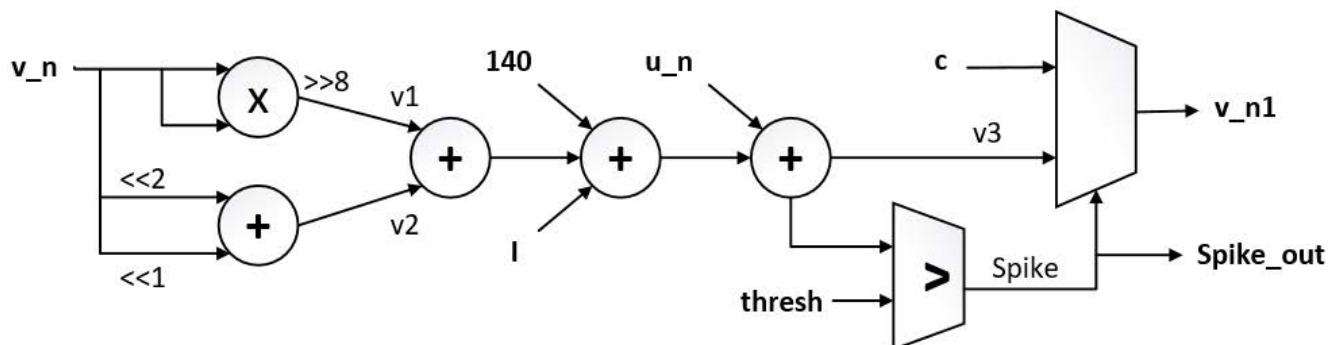 v_n
X
>>8
v1
<<2
+
<<1
v2
+
140
+
I
u_n
+
v3
c
v_n1
thresh
>
Spike
Spike_out